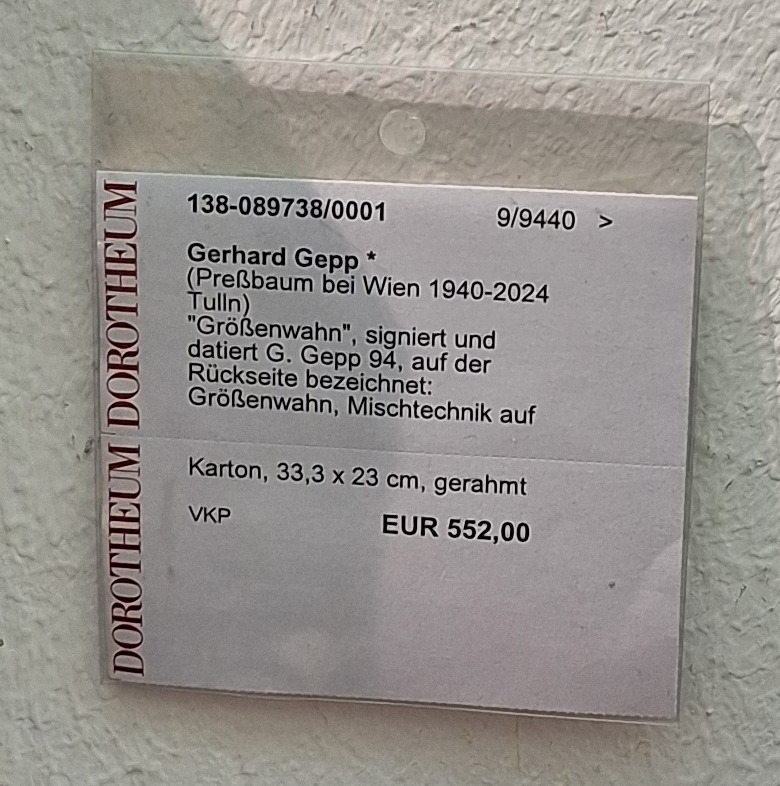 DOROTHEUM DOROTHEUM
138-089738/0001 9/9440 >
Gerhard Gepp *
(Preßbaum bei Wien 1940-2024
Tulln)
"Größenwahn", signiert und
datiert G. Gepp 94, auf der
Rückseite bezeichnet:
Größenwahn, Mischtechnik auf
Karton, 33,3 x 23 cm, gerahmt
VKP EUR 552,00